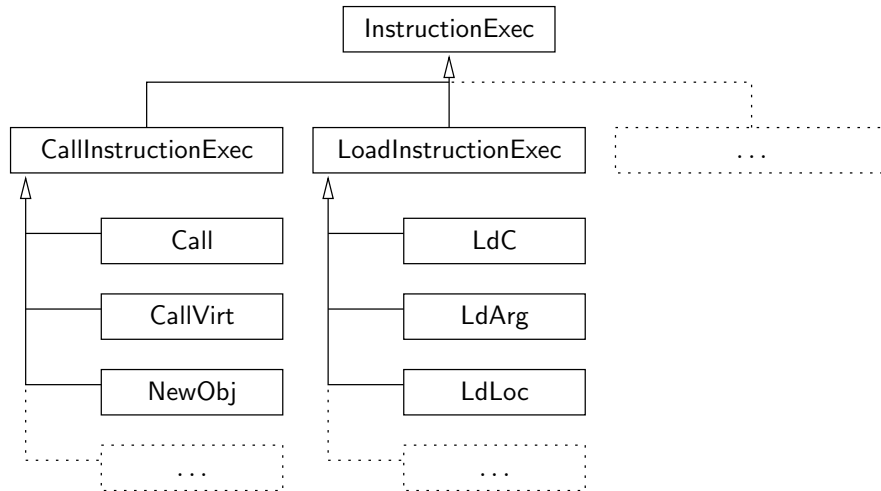 InstructionExec
CallInstructionExec
LoadInstructionExec
...
Call
LdC
CallVirt
LdArg
NewObj
LdLoc
...
...